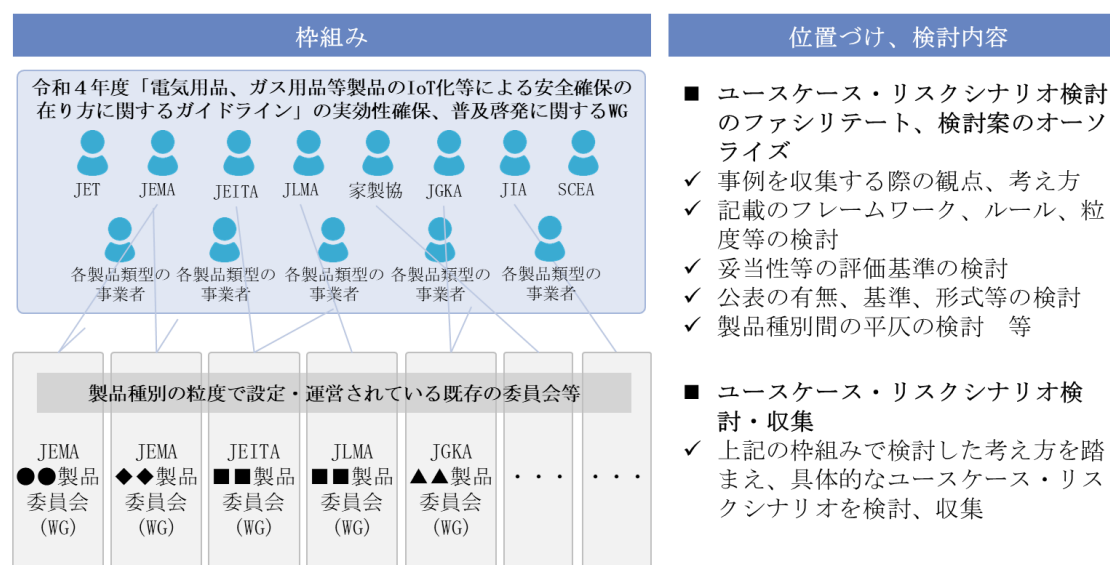 枠組み
令和４年度「電気用品、ガス用品等製品のIoT化等による安全確保の
在り方に関するガイドライン」の実効性確保、普及啓発に関するWG
JET
JEMA
JEITA
JLMA
家製協
JGKA
JIA
SCEA
各製品類型の
事業者
各製品類型の
事業者
各製品類型の
事業者
各製品類型の
事業者
各製品類型の
事業者
製品種別の粒度で設定・運営されている既存の委員会等
JEMA
●●製品
委員会
(WG)
JEMA
◆◆製品
委員会
(WG)
JEITA
■■製品
委員会
(WG)
JLMA
■■製品
委員会
(WG)
JGKA
▲▲製品
委員会
(WG)
・・・
・・・
位置づけ、検討内容
■ ユースケース・リスクシナリオ検討
のファシリテート、検討案のオーソ
ライズ
✓ 事例を収集する際の観点、考え方
✓ 記載のフレームワーク、ルール、粒
度等の検討
✓ 妥当性等の評価基準の検討
✓ 公表の有無、基準、形式等の検討
✓ 製品種別間の平仄の検討　等
■ ユースケース・リスクシナリオ検
討・収集
✓ 上記の枠組みで検討した考え方を踏
まえ、具体的なユースケース・リス
クシナリオを検討、収集